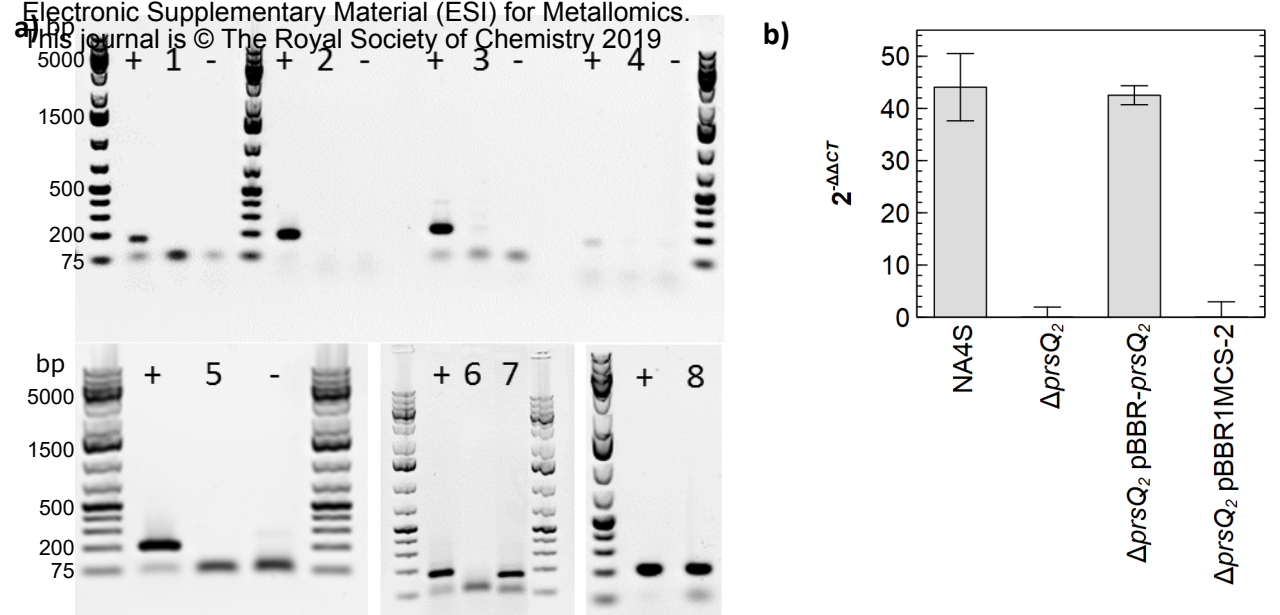 Electronic Supplementary Material (ESI) for Metallomics.
This journal is © The Royal Society of Chemistry 2019
a)
bp
5000
1500
500
200
75
+ 1 -
+ 2 -
+ 3 -
+ 4 -
bp
5000
1500
500
200
75
+ 5 -
+ 6 7
+ 8
b)
2^-ΔΔCT
50
40
30
20
10
0
NA4S
ΔprsQ₂
ΔprsQ₂ pBBR-prsQ₂
ΔprsQ₂ pBBR1MCS-2